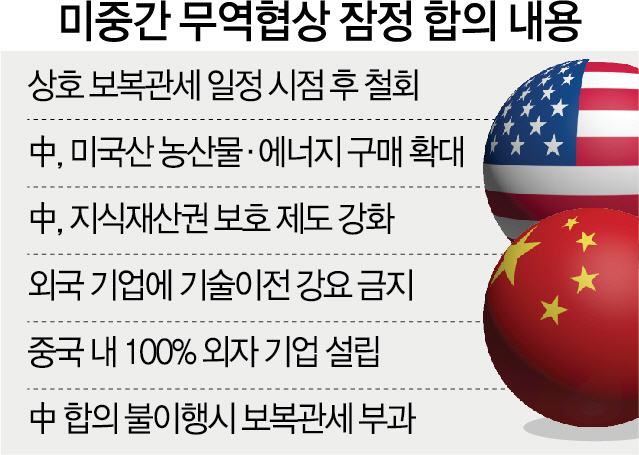 미중간 무역협상 잠정 합의 내용
상호 보복관세 일정 시점 후 철회
中, 미국산 농산물·에너지 구매 확대
中, 지식재산권 보호 제도 강화
외국 기업에 기술이전 강요 금지
중국 내 100% 외자 기업 설립
中 합의 불이행시 보복관세 부과